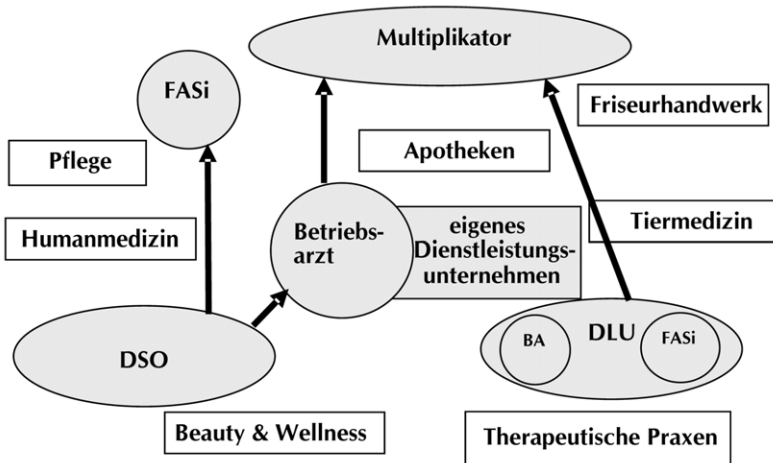 Multiplikator
FASi
Friseurhandwerk
Apotheken
Pflege
Tiermedizin
Humanmedizin
Betriebs-
arzt
eigenes
Dienstleistungs-
unternehmen
DSO
BA
DLU
FASi
Beauty & Wellness
Therapeutische Praxen